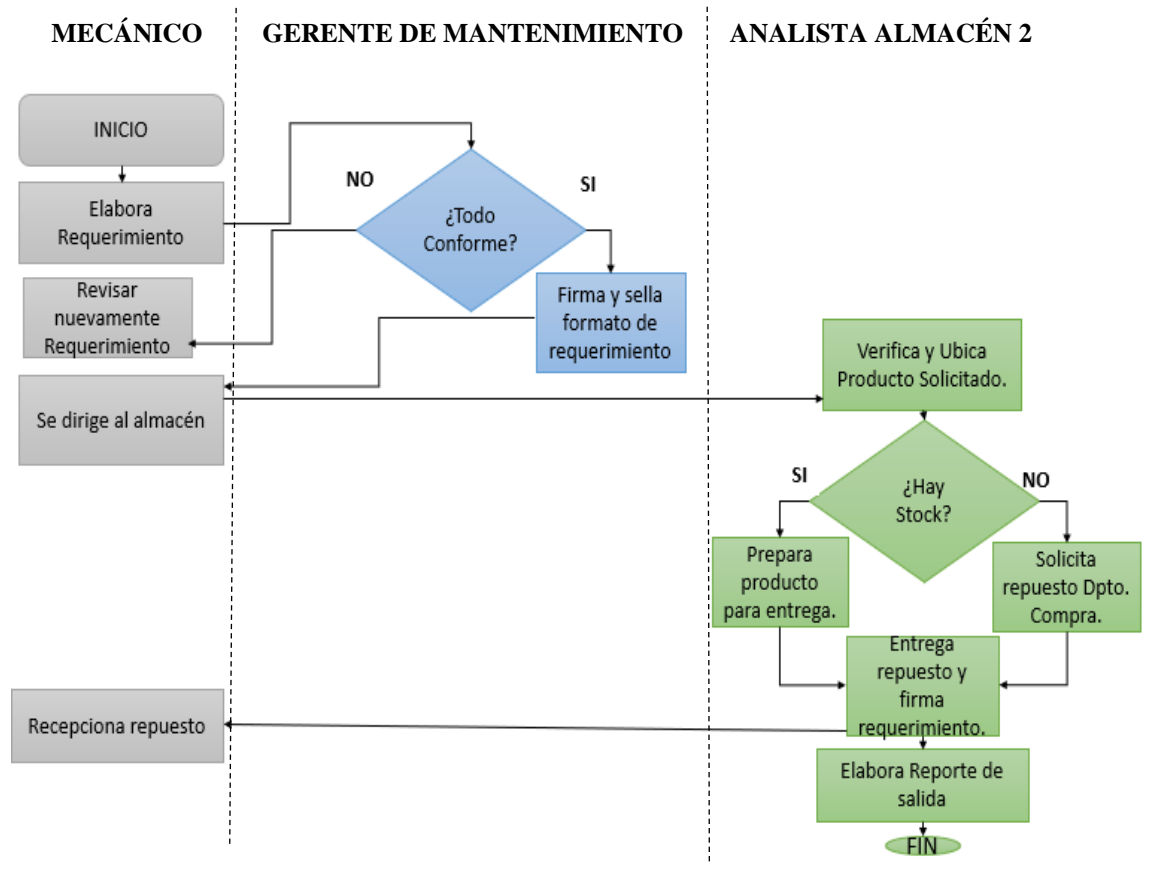 MECÁNICO
GERENTE DE MANTENIMIENTO
ANALISTA ALMACÉN 2
INICIO
Elabora
Requerimiento
Revisar
nuevamente
Requerimiento
Se dirige al almacén
Recepciona repuesto
NO
SI
¿Todo
Conforme?
Firma y sella
formato de
requerimiento
Verifica y Ubica
Producto Solicitado.
SI
NO
¿Hay
Stock?
Prepara
producto
para entrega.
Solicita
repuesto Dpto.
Compra.
Entrega
repuesto y
firma
requerimiento.
Elabora Reporte de
salida
FIN